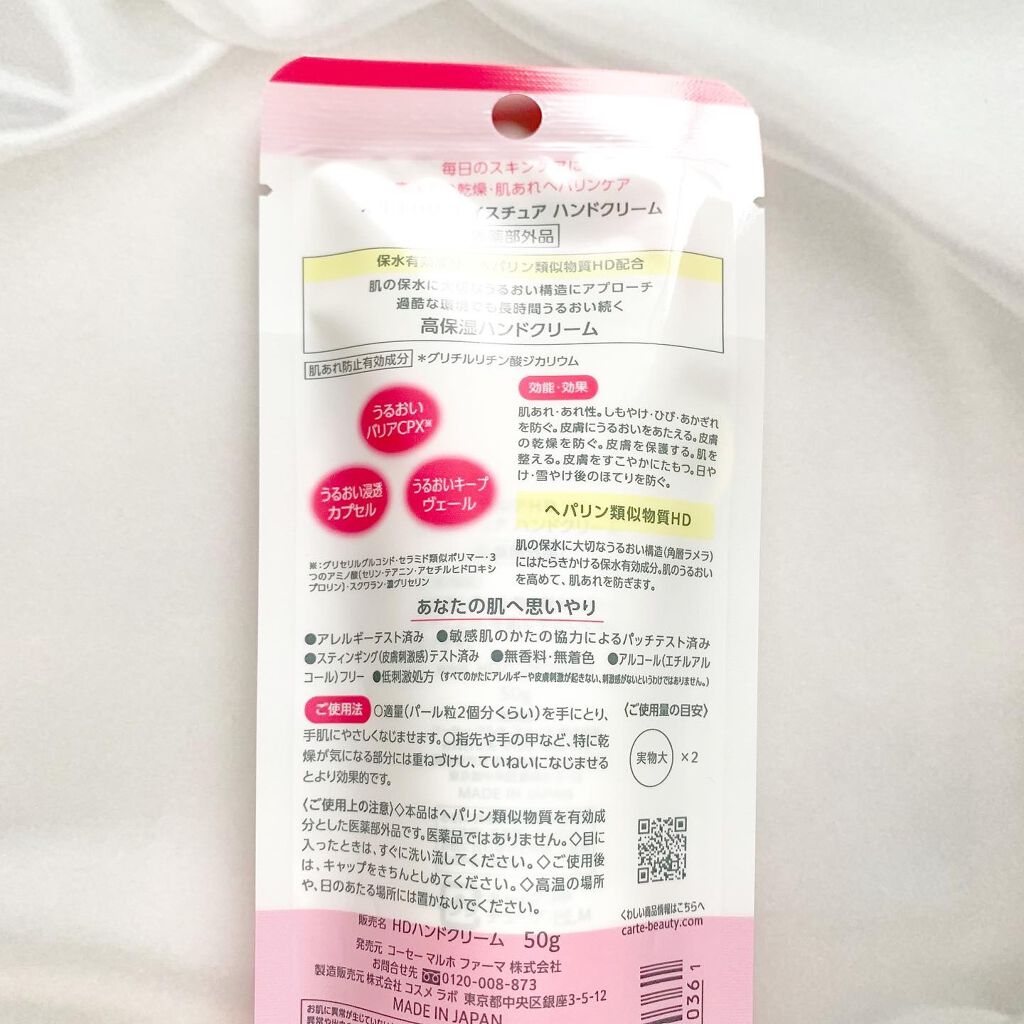 毎日のスキンケアに
乾燥・肌あれヘパリンケア
イスチュア ハンドクリーム
医薬部外品
保水有 ヘパリン類似物質HD配合
肌の保水に大切なうるおい構造にアプローチ
過酷な環境でも長時間うるおい続く
高保湿ハンドクリーム
肌あれ防止有効成分 *グリチルリチン酸ジカリウム
うるおい
バリアCPX※
うるおい浸透
カプセル
うるおいキープ
ヴェール
※:グリセリルグルコシド・セラミド類似ポリマー・3
つのアミノ酸(セリン・テアニン・アセチルヒドロキシ
プロリン)・スクワラン・濃グリセリン
効能・効果
肌あれ・あれ性。しもやけ・ひび・あかぎれ
を防ぐ。皮膚にうるおいをあたえる。皮膚
の乾燥を防ぐ。皮膚を保護する。肌を
整える。皮膚をすこやかにたもつ。日や
け・雪やけ後のほてりを防ぐ。
ヘパリン類似物質HD
肌の保水に大切なうるおい構造(角層ラメラ)
にはたらきかける保水有効成分。肌のうるおい
を高めて、肌あれを防ぎます。
あなたの肌へ思いやり
●アレルギーテスト済み ●敏感肌のかたの協力によるパッチテスト済み
●スティンギング(皮膚刺激感)テスト済み ●無香料・無着色 ●アルコール(エチルアル
コール)フリー ●低刺激処方 (すべてのかたにアレルギーや皮膚刺激が起きない、刺激感がないというわけではありません。)
ご使用法 〇適量(パール粒2個分くらい)を手にとり、
手肌にやさしくなじませます。〇指先や手の甲など、特に乾
燥が気になる部分には重ねづけし、ていねいになじませる
とより効果的です。
〈ご使用量の目安〉
実物大 ×2
〈ご使用上の注意〉◇本品はヘパリン類似物質を有効成
分とした医薬部外品です。医薬品ではありません。◇目に
入ったときは、すぐに洗い流してください。◇ご使用後
は、キャップをきちんとしめてください。◇高温の場所
や、日のあたる場所には置かないでください。
くわしい商品情報はこちらへ
carte-beauty.com
販売名 HDハンドクリーム 50g
発売元 コーセー マルホ ファーマ 株式会社
お問合せ先 0120-008-873
製造販売元 株式会社 コスメ ラボ 東京都中央区銀座3-5-12
MADE IN JAPAN
お肌に異常が生じていない
0361